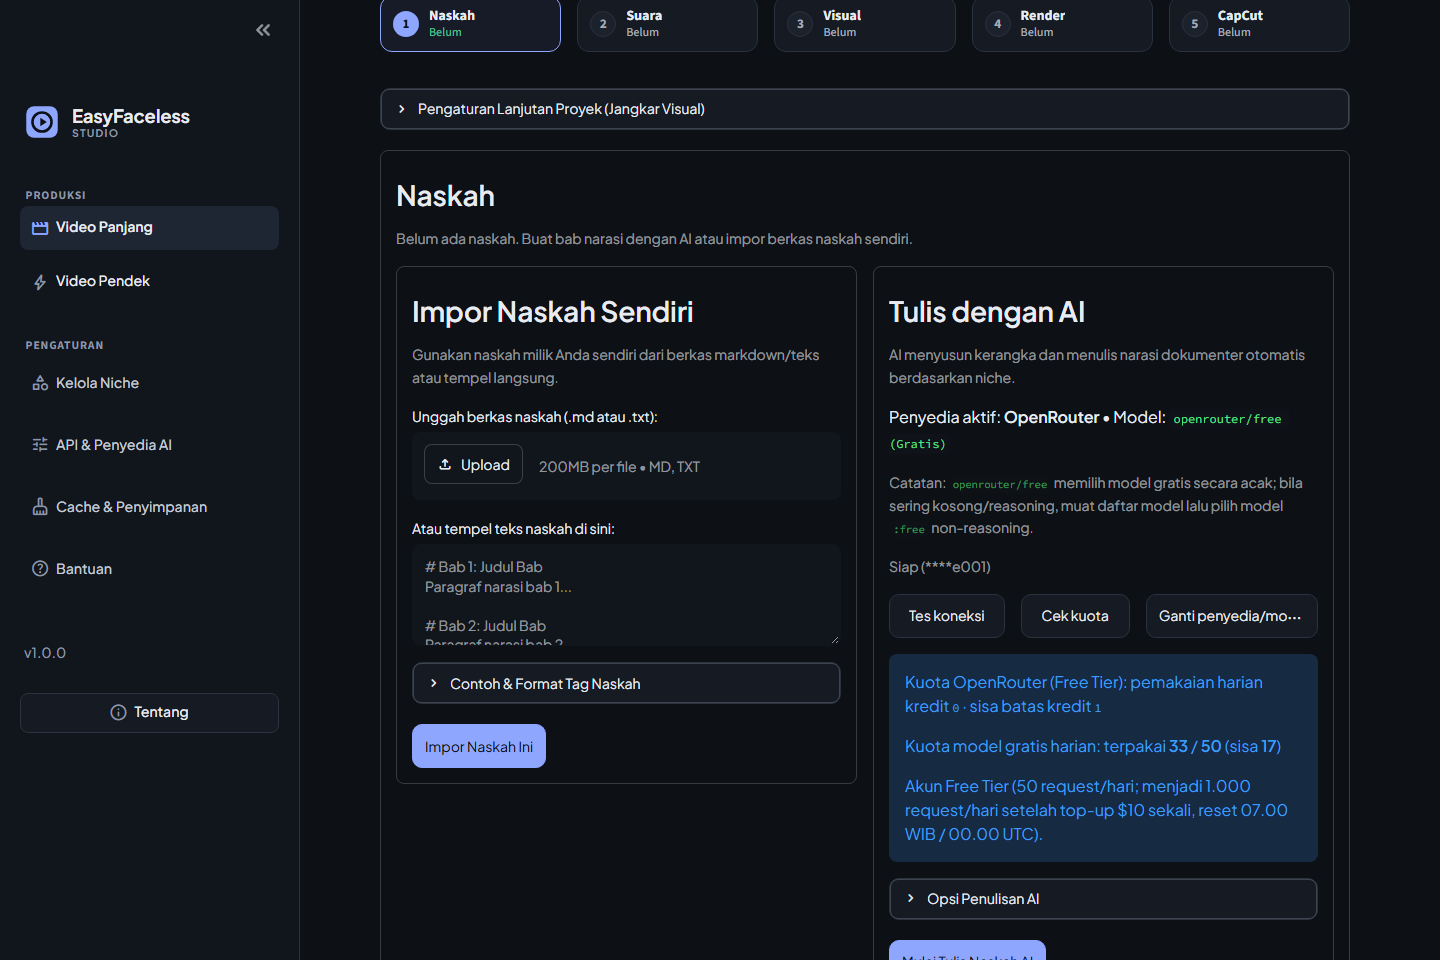 EasyFaceless
STUDIO
PRODUKSI
Video Panjang
Video Pendek
PENGATURAN
Kelola Niche
API & Penyedia AI
Cache & Penyimpanan
Bantuan
v1.0.0
Tentang
1 Naskah
Belum
2 Suara
Belum
3 Visual
Belum
4 Render
Belum
5 CapCut
Belum
Pengaturan Lanjutan Proyek (Jangkar Visual)
Naskah
Belum ada naskah. Buat bab narasi dengan AI atau impor berkas naskah sendiri.
Impor Naskah Sendiri
Gunakan naskah milik Anda sendiri dari berkas markdown/teks
atau tempel langsung.
Unggah berkas naskah (.md atau .txt):
Upload
200MB per file • MD, TXT
Atau tempel teks naskah di sini:
# Bab 1: Judul Bab
Paragraf narasi bab 1...
# Bab 2: Judul Bab
Paragraf narasi bab 2
Contoh & Format Tag Naskah
Impor Naskah Ini
Tulis dengan AI
AI menyusun kerangka dan menulis narasi dokumenter otomatis
berdasarkan niche.
Penyedia aktif: OpenRouter • Model: openrouter/free
(Gratis)
Catatan: openrouter/free memilih model gratis secara acak; bila
sering kosong/reasoning, muat daftar model lalu pilih model
:free non-reasoning.
Siap (****e001)
Tes koneksi
Cek kuota
Ganti penyedia/mo...
Kuota OpenRouter (Free Tier): pemakaian harian
kredit 0 · sisa batas kredit 1
Kuota model gratis harian: terpakai 33 / 50 (sisa 17)
Akun Free Tier (50 request/hari; menjadi 1.000
request/hari setelah top-up $10 sekali, reset 07.00
WIB / 00.00 UTC).
Opsi Penulisan AI
Mulai Tulis Naskah AI